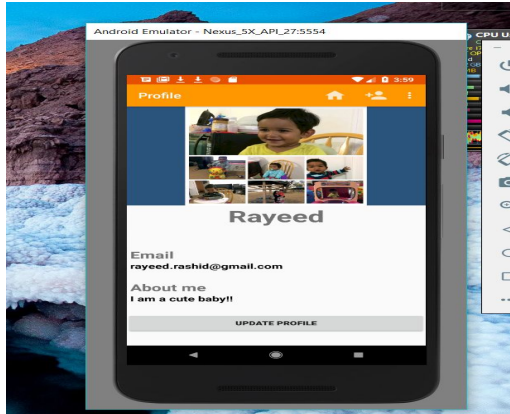 Android Emulator - Nexus_5X_API_27:5554
CPU U
3:59
Profile
Rayeed
Email
rayeed.rashid@gmail.com
About me
I am a cute baby!!
UPDATE PROFILE